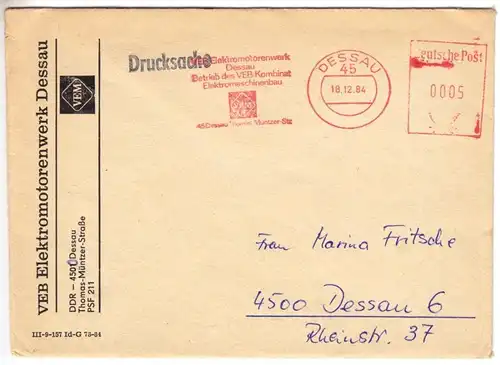 Drucksache
VEB Elektromotorenwerk
Dessau
Betrieb des VEB Kombinat
Elektromaschinenbau
45 Dessau Thomas Müntzer-Str
DESSAU
45
18.12.84
eutsche Post
0005
VEM
VEB Elektromotorenwerk Dessau
DDR – 4500 Dessau
Thomas-Müntzer-Straße
PSF 211
III-9-157 Id-G 73-84
Frau Marina Fritsche
4500 Dessau 6
Rheinstr. 37